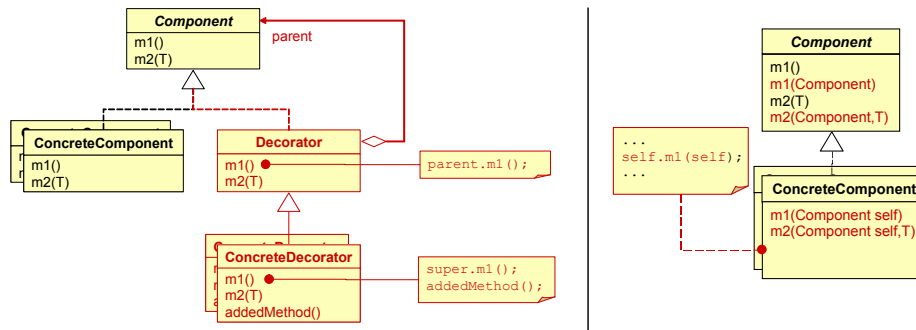 Component
m1()
m2(T)
parent
ConcreteComponent
m1()
m2(T)
Decorator
m1()
m2(T)
parent.m1();
ConcreteDecorator
m1()
m2(T)
addedMethod()
super.m1();
addedMethod();
Component
m1()
m1(Component)
m2(T)
m2(Component,T)
...
self.m1(self);
...
ConcreteComponent
m1(Component self)
m2(Component self,T)